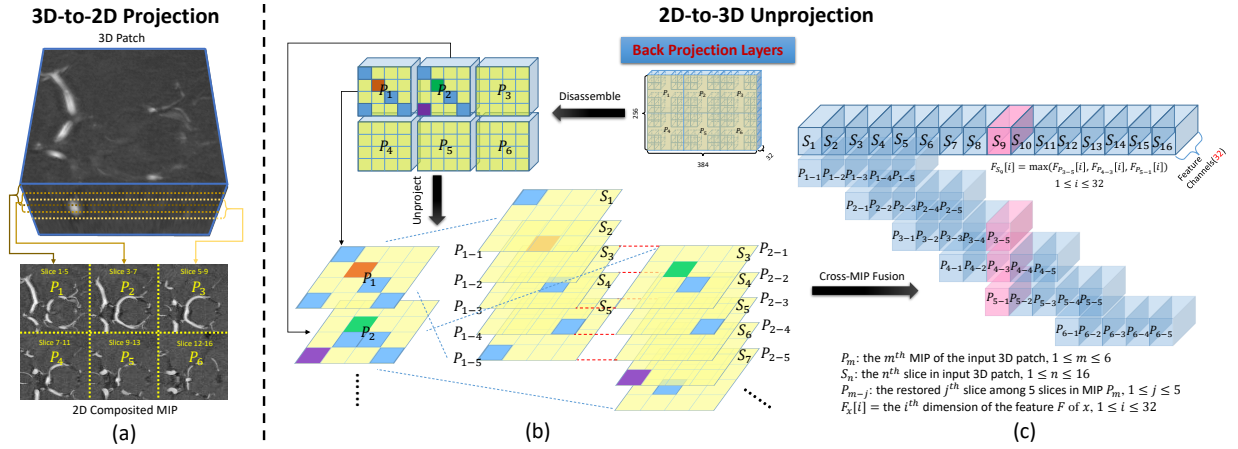 3D-to-2D Projection
3D Patch
Slice 1-5
Slice 3-7
Slice 5-9
P1
P2
P3
Slice 7-11
Slice 9-13
Slice 12-16
P4
P5
P6
2D Composited MIP
(a)
2D-to-3D Unprojection
Back Projection Layers
P1
P2
P3
P4
P5
P6
Disassemble
P1
P2
P3
P4
P5
P6
256
384
32
Unproject
P1
P2
P1−1
P1−2
P1−3
P1−4
P1−5
S1
S2
S3
S4
S5
S3
S4
S5
S6
S7
P2−1
P2−2
P2−3
P2−4
P2−5
(b)
Cross-MIP Fusion
S1 S2 S3 S4 S5 S6 S7 S8 S9 S10 S11 S12 S13 S14 S15 S16
Feature Channels(32)
F_S9[i] = max(F_P3−5[i], F_P4−3[i], F_P5−1[i])
1 ≤ i ≤ 32
P1−1 P1−2 P1−3 P1−4 P1−5
P2−1 P2−2 P2−3 P2−4 P2−5
P3−1 P3−2 P3−3 P3−4 P3−5
P4−1 P4−2 P4−3 P4−4 P4−5
P5−1 P5−2 P5−3 P5−4 P5−5
P6−1 P6−2 P6−3 P6−4 P6−5
Pm: the mth MIP of the input 3D patch, 1 ≤ m ≤ 6
Sn: the nth slice in input 3D patch, 1 ≤ n ≤ 16
Pm−j: the restored jth slice among 5 slices in MIP Pm, 1 ≤ j ≤ 5
Fx[i] = the ith dimension of the feature F of x, 1 ≤ i ≤ 32
(c)